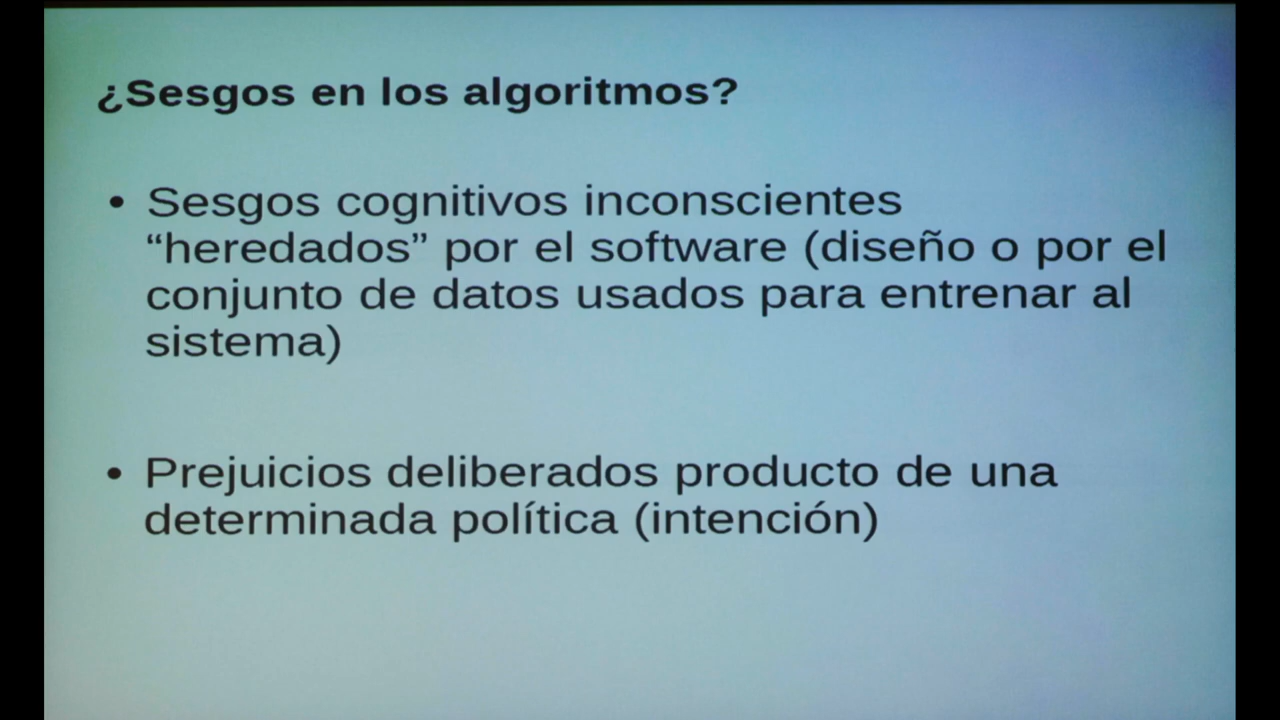 ¿Sesgos en los algoritmos?
• Sesgos cognitivos inconscientes
“heredados” por el software (diseño o por el
conjunto de datos usados para entrenar al
sistema)
• Prejuicios deliberados producto de una
determinada política (intención)